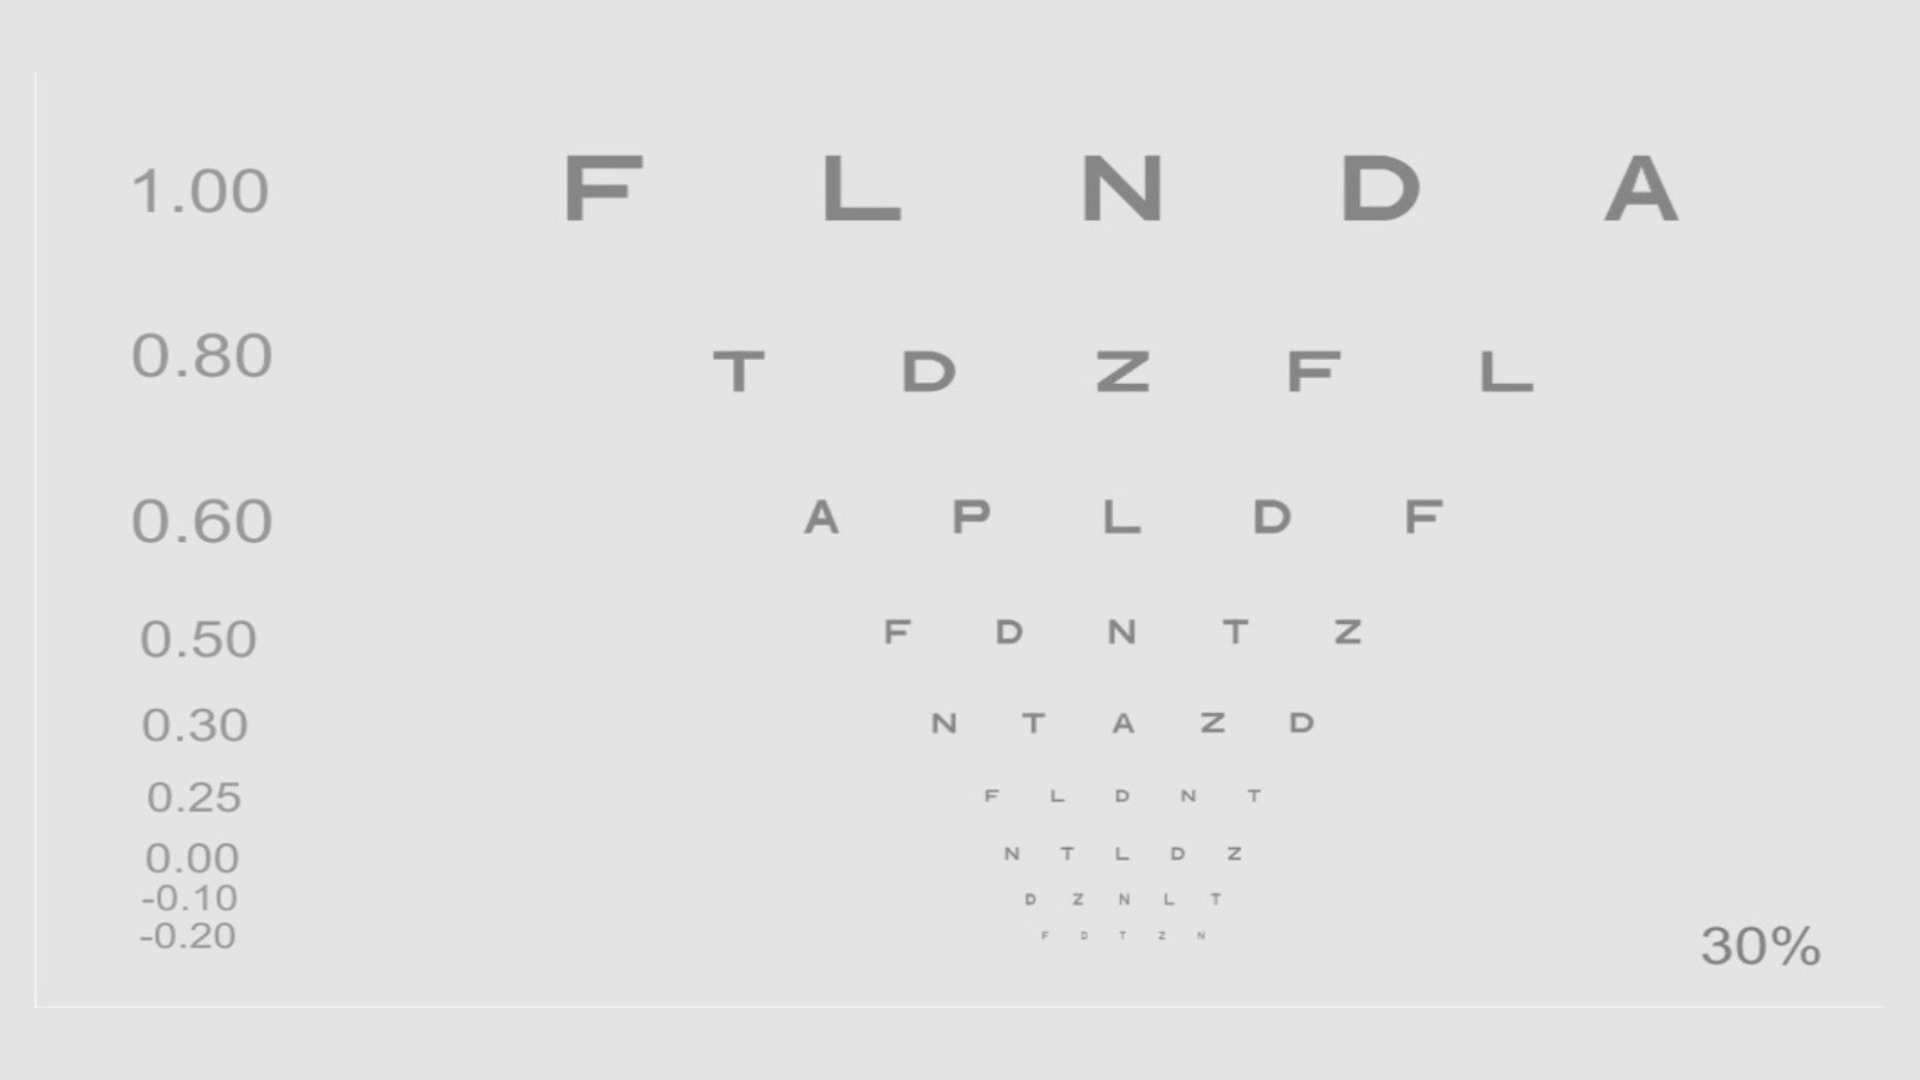 1.00 F L N D A
0.80 T D Z F L
0.60 A P L D F
0.50 F D N T Z
0.30 N T A Z D
0.25 F L D N T
0.00 N T L D Z
-0.10 D Z N L T
-0.20 F D T Z N
30%